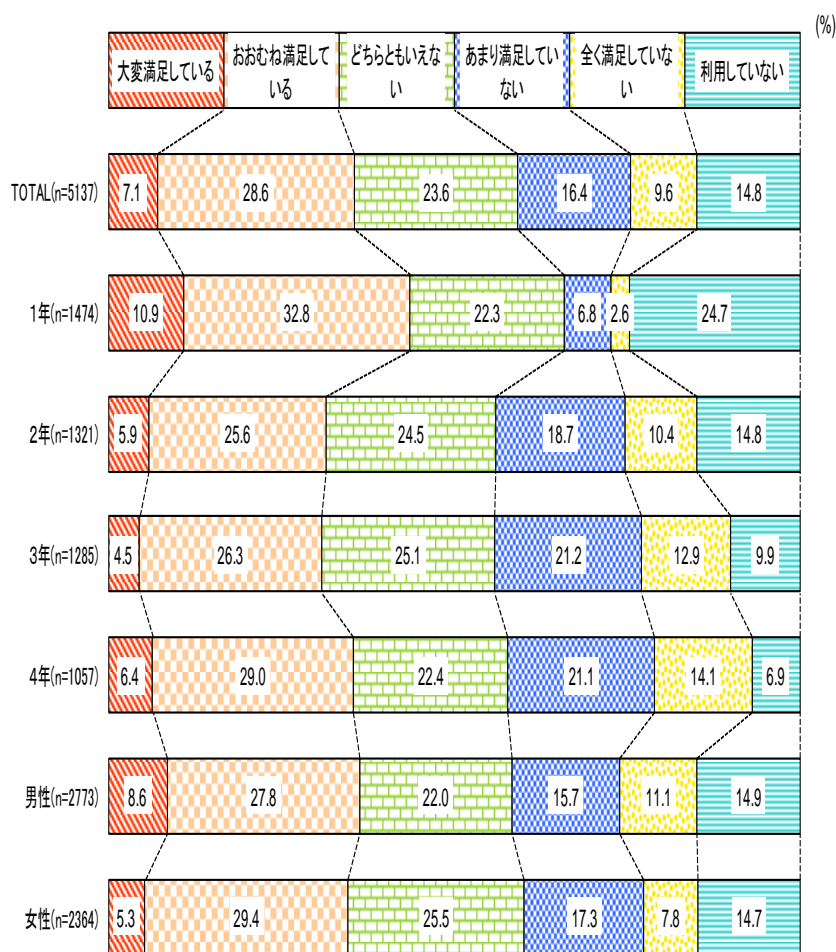 (%)
大変満足している
おおむね満足して
いる
どちらともいえな
い
あまり満足してい
ない
全く満足していな
い
利用していない
TOTAL(n=5137) 7.1 28.6 23.6 16.4 9.6 14.8
1年(n=1474) 10.9 32.8 22.3 6.8 2.6 24.7
2年(n=1321) 5.9 25.6 24.5 18.7 10.4 14.8
3年(n=1285) 4.5 26.3 25.1 21.2 12.9 9.9
4年(n=1057) 6.4 29.0 22.4 21.1 14.1 6.9
男性(n=2773) 8.6 27.8 22.0 15.7 11.1 14.9
女性(n=2364) 5.3 29.4 25.5 17.3 7.8 14.7